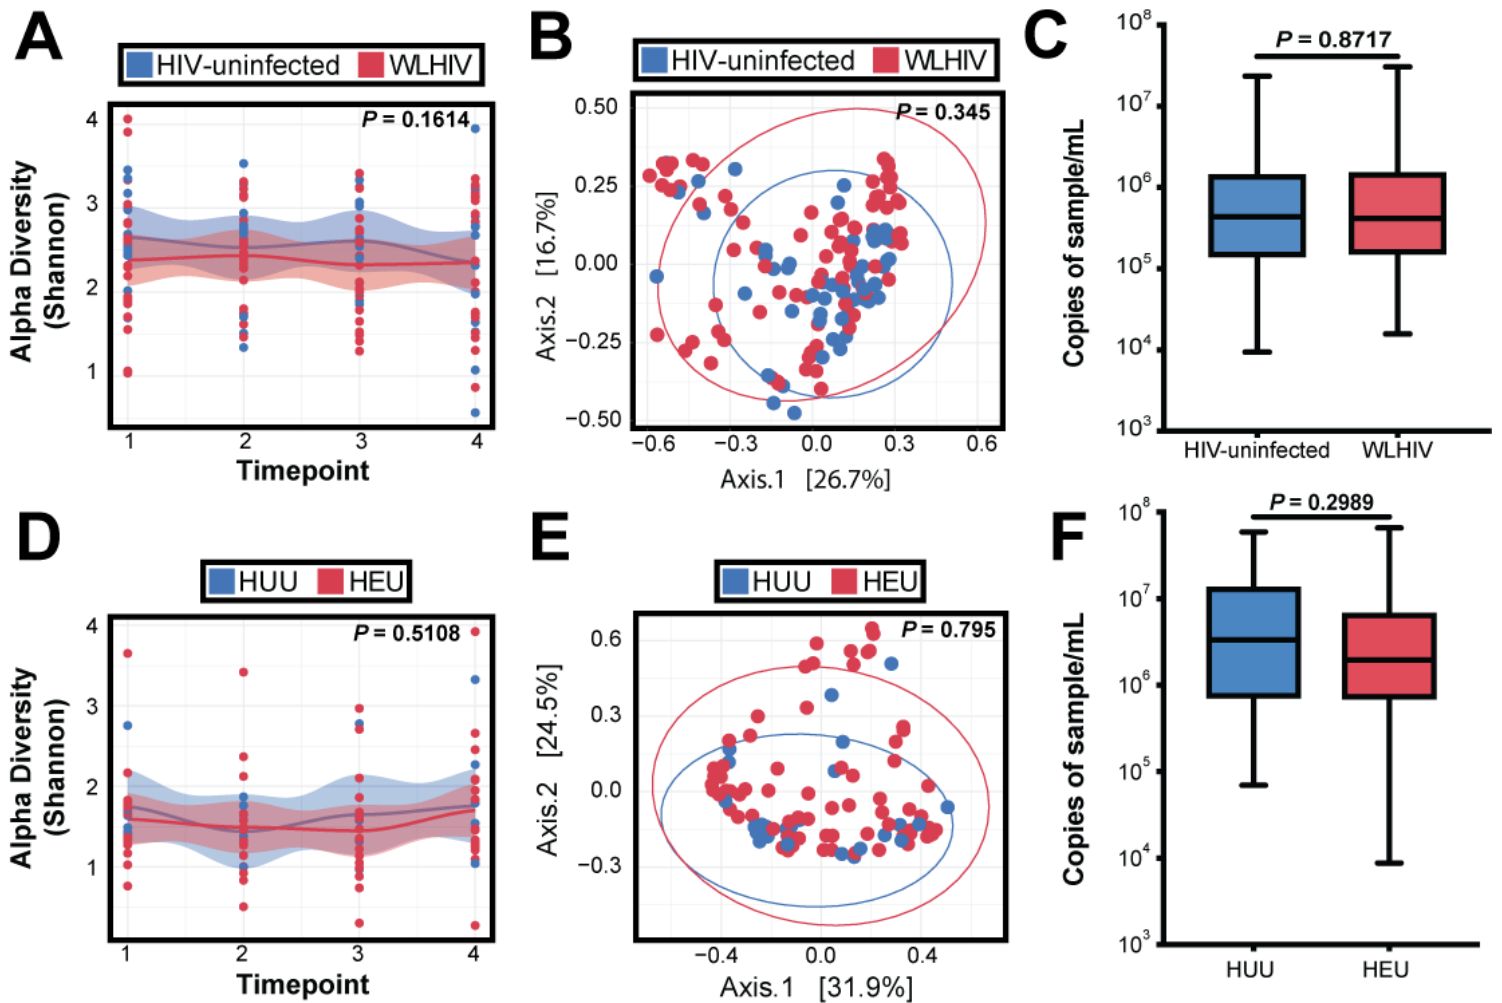 A
HIV-uninfected WLHIV
P = 0.1614
4
3
2
1
Alpha Diversity
(Shannon)
1 2 3 4
Timepoint
B
HIV-uninfected WLHIV
P = 0.345
0.50
0.25
0.00
−0.25
−0.50
Axis.2 [16.7%]
−0.6 −0.3 0.0 0.3 0.6
Axis.1 [26.7%]
C
P = 0.8717
10⁸
10⁷
10⁶
10⁵
10⁴
10³
Copies of sample/mL
HIV-uninfected WLHIV
D
HUU HEU
P = 0.5108
4
3
2
1
Alpha Diversity
(Shannon)
1 2 3 4
Timepoint
E
HUU HEU
P = 0.795
0.6
0.3
0.0
−0.3
Axis.2 [24.5%]
−0.4 0.0 0.4
Axis.1 [31.9%]
F
P = 0.2989
10⁸
10⁷
10⁶
10⁵
10⁴
10³
Copies of sample/mL
HUU HEU